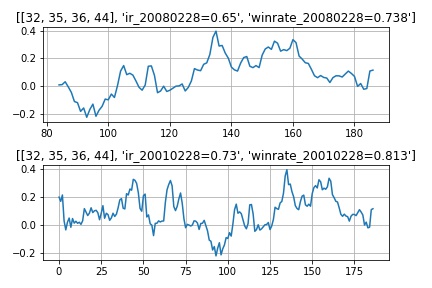 [[32, 35, 36, 44], 'ir_20080228=0.65', 'winrate_20080228=0.738']
0.4
0.2
0.0
−0.2
80 100 120 140 160 180
[[32, 35, 36, 44], 'ir_20010228=0.73', 'winrate_20010228=0.813']
0.4
0.2
0.0
−0.2
0 25 50 75 100 125 150 175